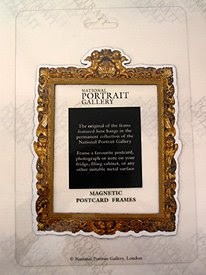 NATIONAL
PORTRAIT
GALLERY
The original of the frame
featured here hangs in the
permanent collection of the
National Portrait Gallery
Frame a favourite postcard,
photograph or note on your
fridge, filing cabinet, or any
other suitable metal surface
MAGNETIC
POSTCARD FRAMES
© National Portrait Gallery, London